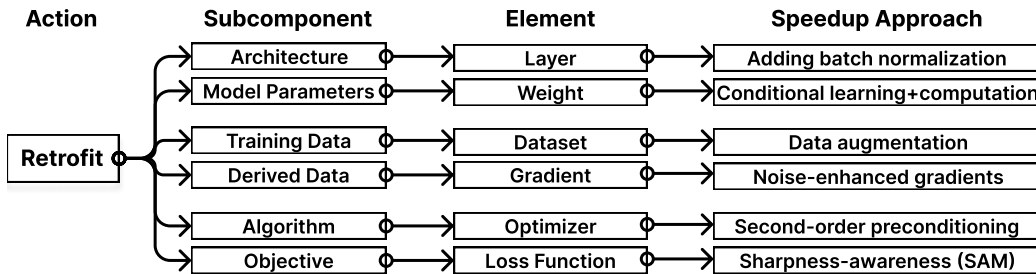 Action Subcomponent Element Speedup Approach
Architecture Layer Adding batch normalization
Model Parameters Weight Conditional learning+computation
Training Data Dataset Data augmentation
Retrofit
Derived Data Gradient Noise-enhanced gradients
Algorithm Optimizer Second-order preconditioning
Objective Loss Function Sharpness-awareness (SAM)